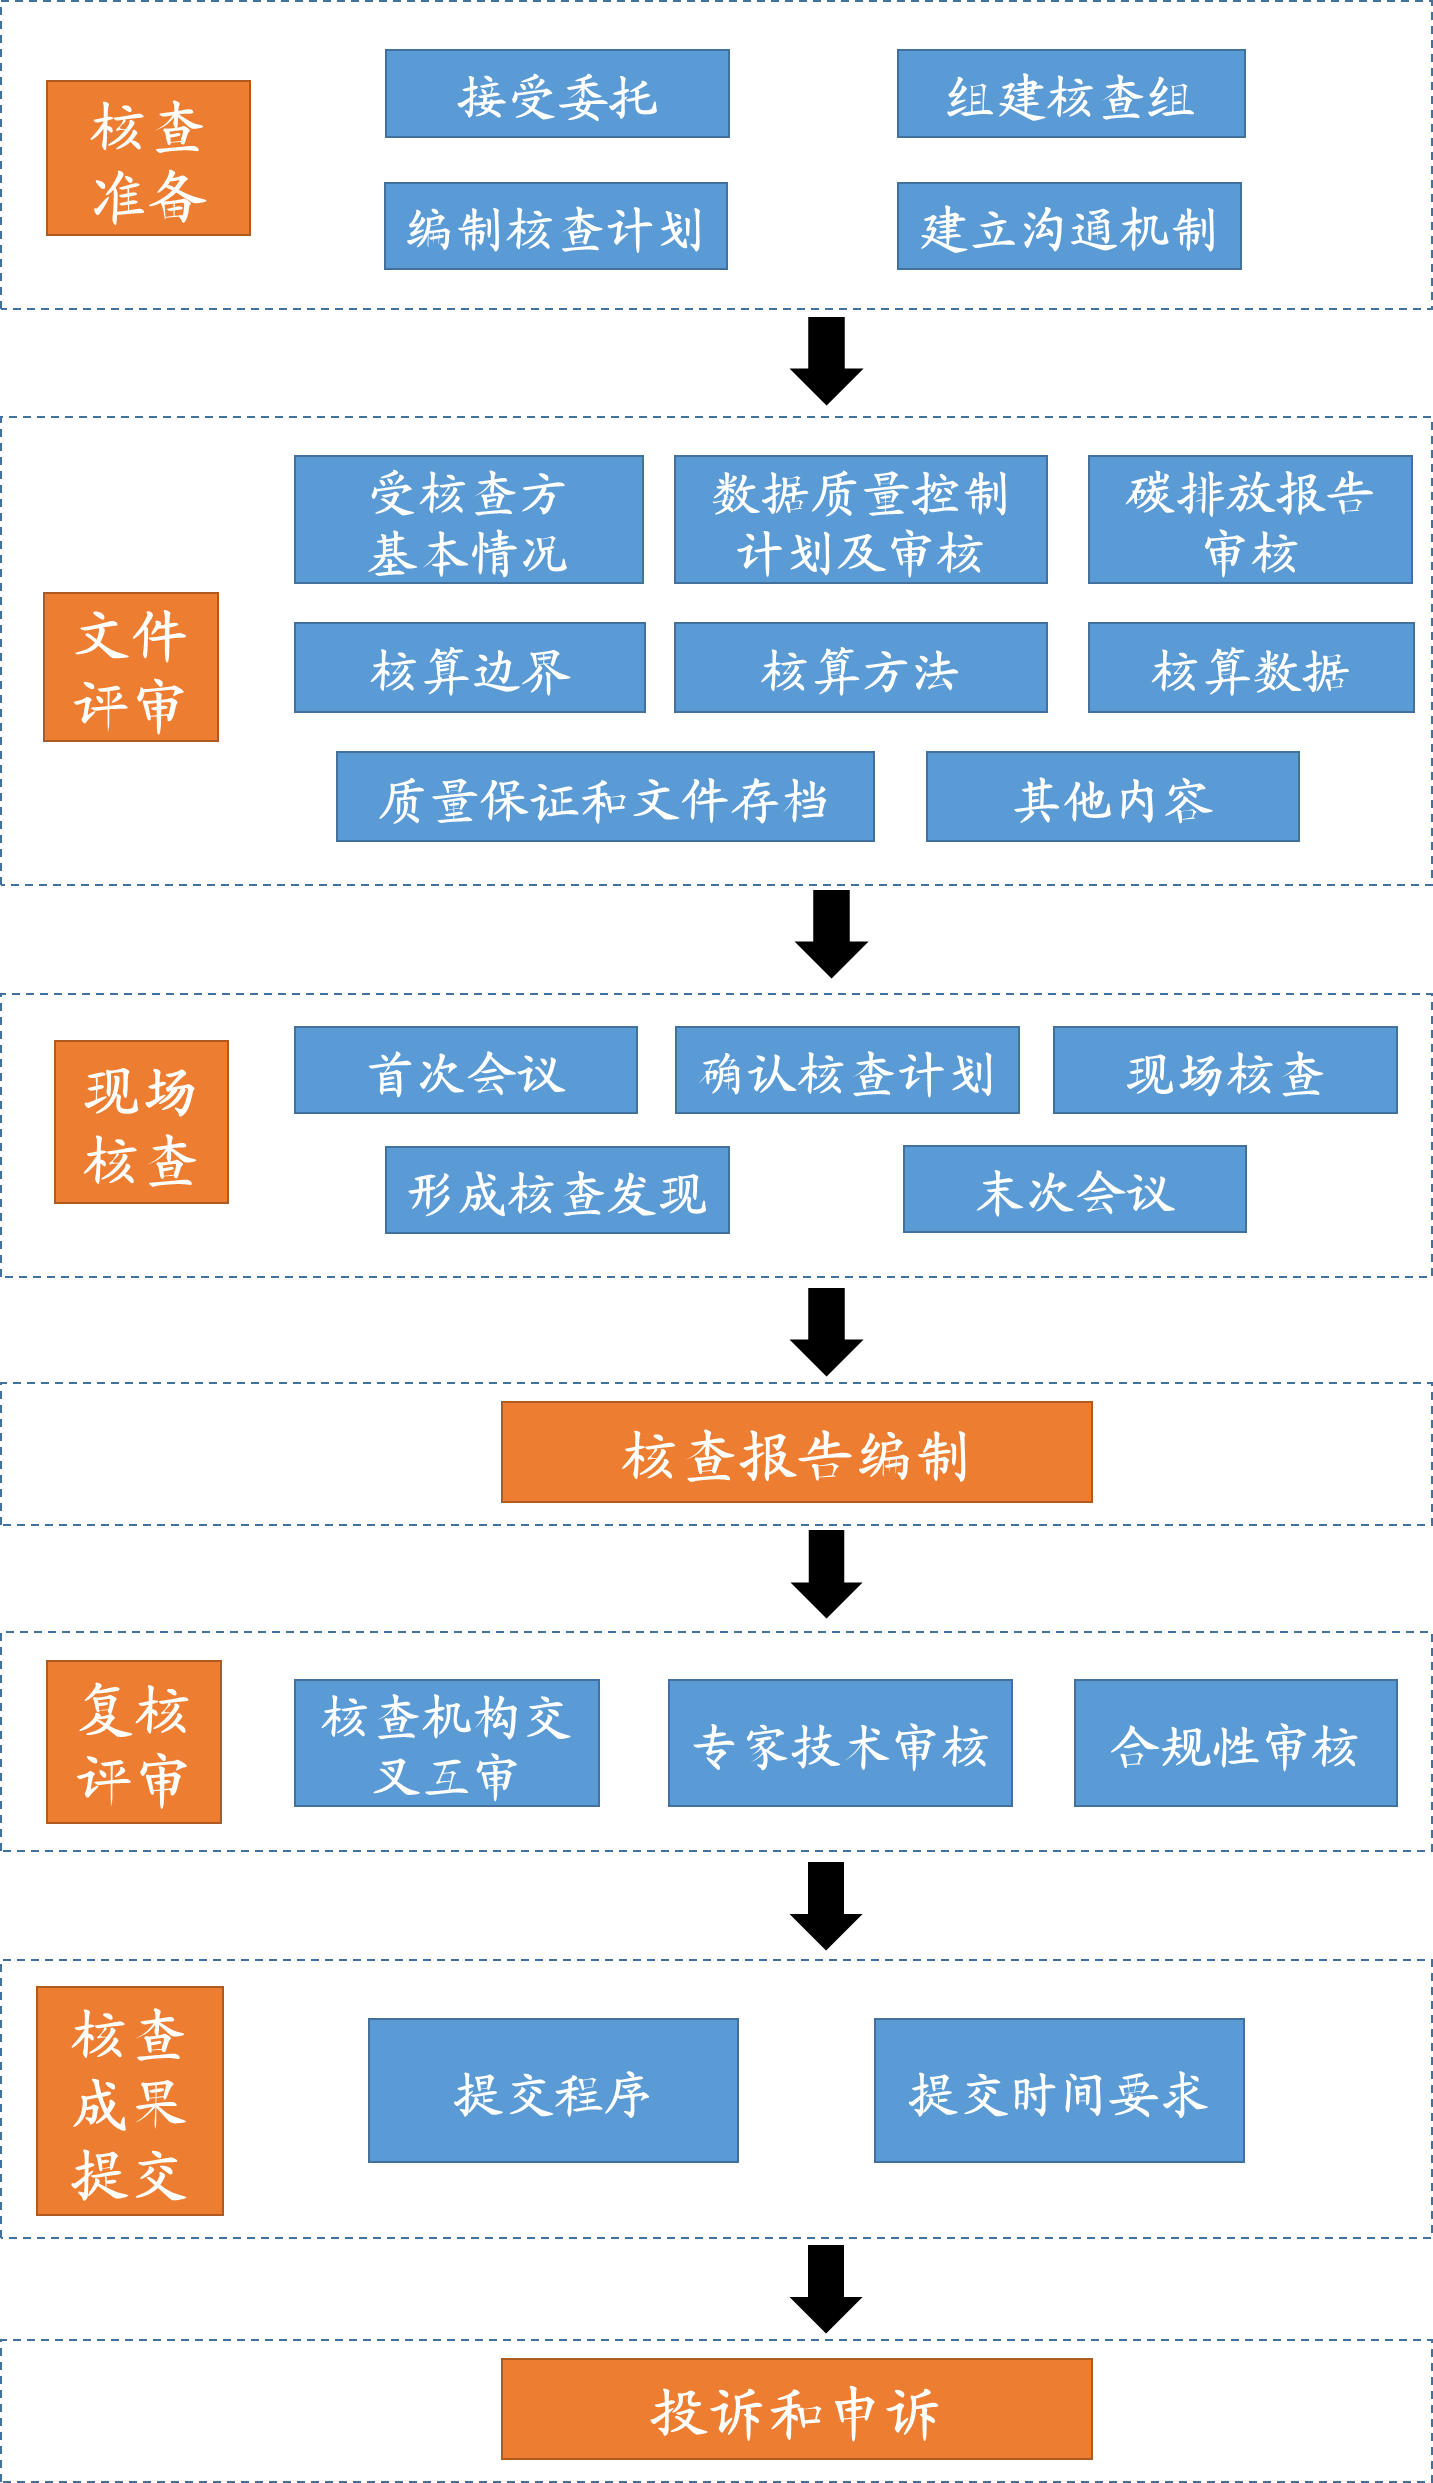 核查
准备
接受委托
组建核查组
编制核查计划
建立沟通机制
文件
评审
受核查方
基本情况
数据质量控制
计划及审核
碳排放报告
审核
核算边界
核算方法
核算数据
质量保证和文件存档
其他内容
现场
核查
首次会议
确认核查计划
现场核查
形成核查发现
末次会议
核查报告编制
复核
评审
核查机构交
叉互审
专家技术审核
合规性审核
核查
成果
提交
提交程序
提交时间要求
投诉和申诉